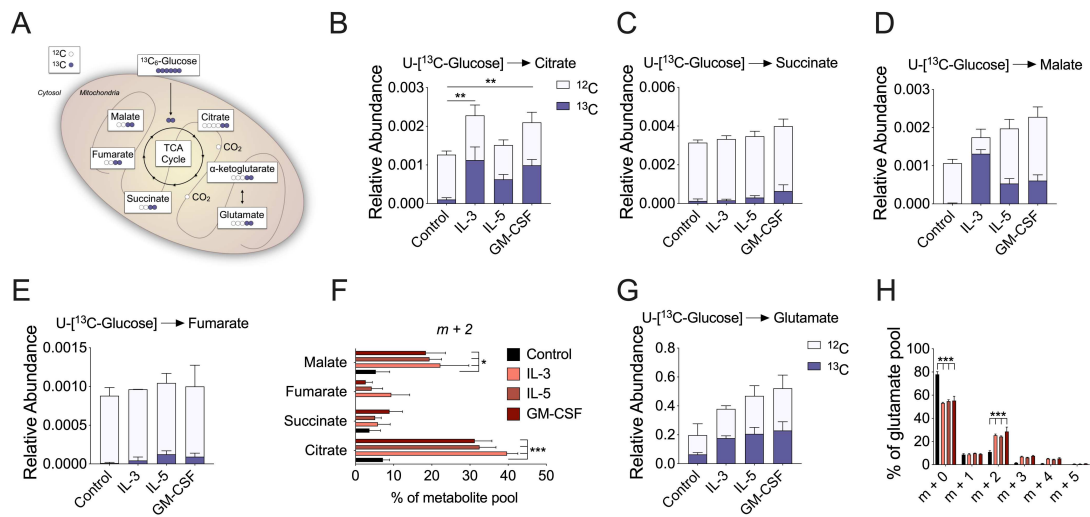 A
¹²C
¹³C
¹³C₆-Glucose
Cytosol
Mitochondria
Malate
Citrate
CO₂
TCA
Cycle
Fumarate
α-ketoglutarate
Succinate
CO₂
Glutamate
B
U-[¹³C-Glucose] → Citrate
Relative Abundance
0.003
0.002
0.001
0.000
**
**
¹²C
¹³C
Control
IL-3
IL-5
GM-CSF
C
U-[¹³C-Glucose] → Succinate
Relative Abundance
0.006
0.004
0.002
0.000
Control
IL-3
IL-5
GM-CSF
D
U-[¹³C-Glucose] → Malate
Relative Abundance
0.003
0.002
0.001
0.000
Control
IL-3
IL-5
GM-CSF
E
U-[¹³C-Glucose] → Fumarate
Relative Abundance
0.0015
0.0010
0.0005
0.0000
Control
IL-3
IL-5
GM-CSF
F
m + 2
Malate
Fumarate
Succinate
Citrate
*
***
0 10 20 30 40 50
% of metabolite pool
Control
IL-3
IL-5
GM-CSF
G
U-[¹³C-Glucose] → Glutamate
Relative Abundance
0.8
0.6
0.4
0.2
0.0
¹²C
¹³C
Control
IL-3
IL-5
GM-CSF
H
% of glutamate pool
100
80
60
40
20
0
***
***
m + 0
m + 1
m + 2
m + 3
m + 4
m + 5